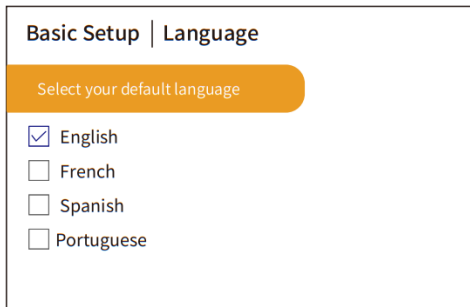 Basic Setup | Language
Select your default language
English
French
Spanish
Portuguese